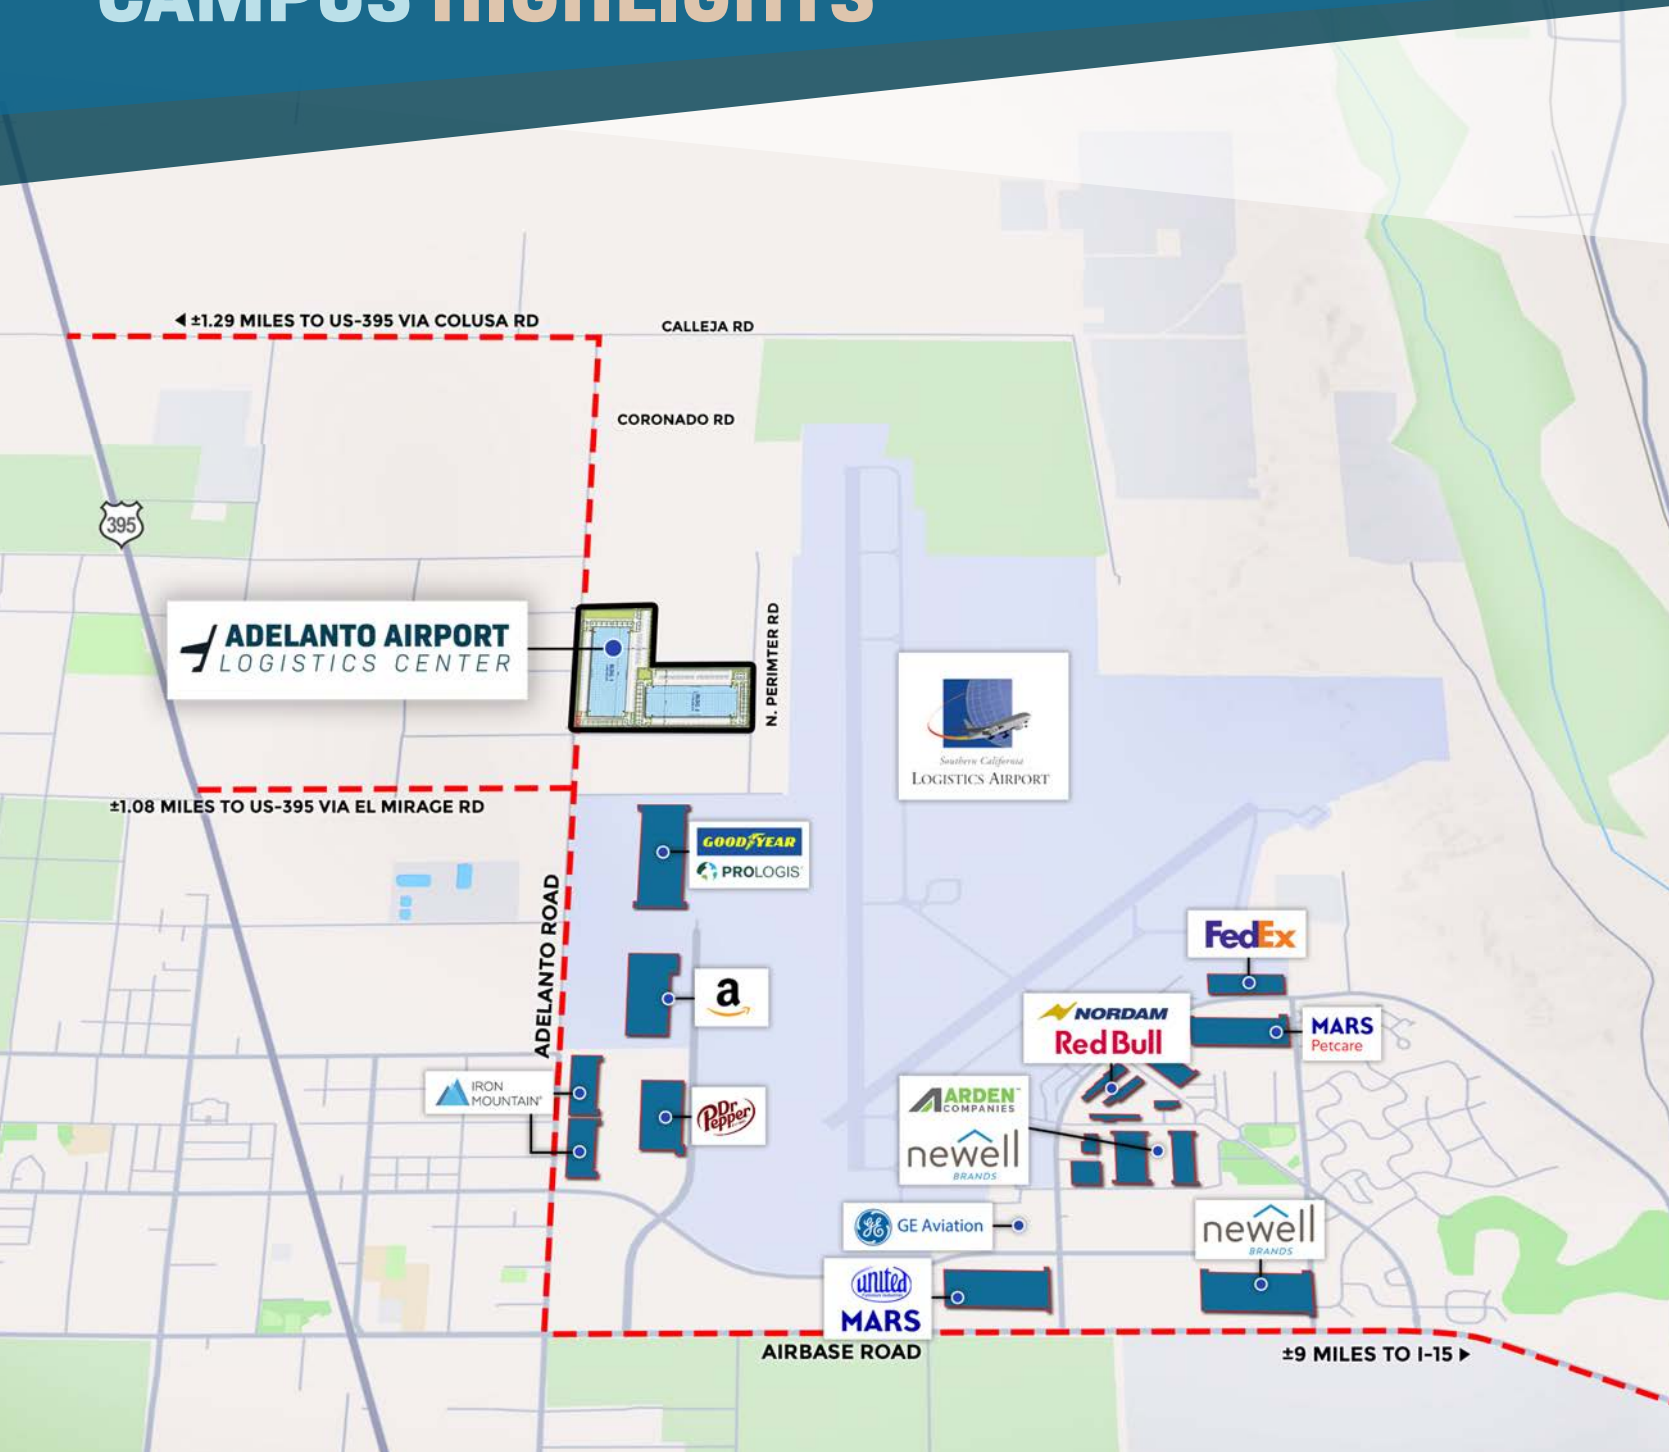 CAMPUS HIGHLIGHTS
±1.29 MILES TO US-395 VIA COLUSA RD
CALLEJA RD
CORONADO RD
395
ADELANTO AIRPORT
LOGISTICS CENTER
N. PERIMTER RD
Southern California
LOGISTICS AIRPORT
±1.08 MILES TO US-395 VIA EL MIRAGE RD
GOODYEAR
PROLOGIS
ADELANTO ROAD
a
FedEx
NORDAM
Red Bull
MARS
Petcare
IRON
MOUNTAIN
Dr
Pepper
ARDEN
COMPANIES
newell
BRANDS
GE Aviation
newell
BRANDS
united
MARS
AIRBASE ROAD
±9 MILES TO I-15